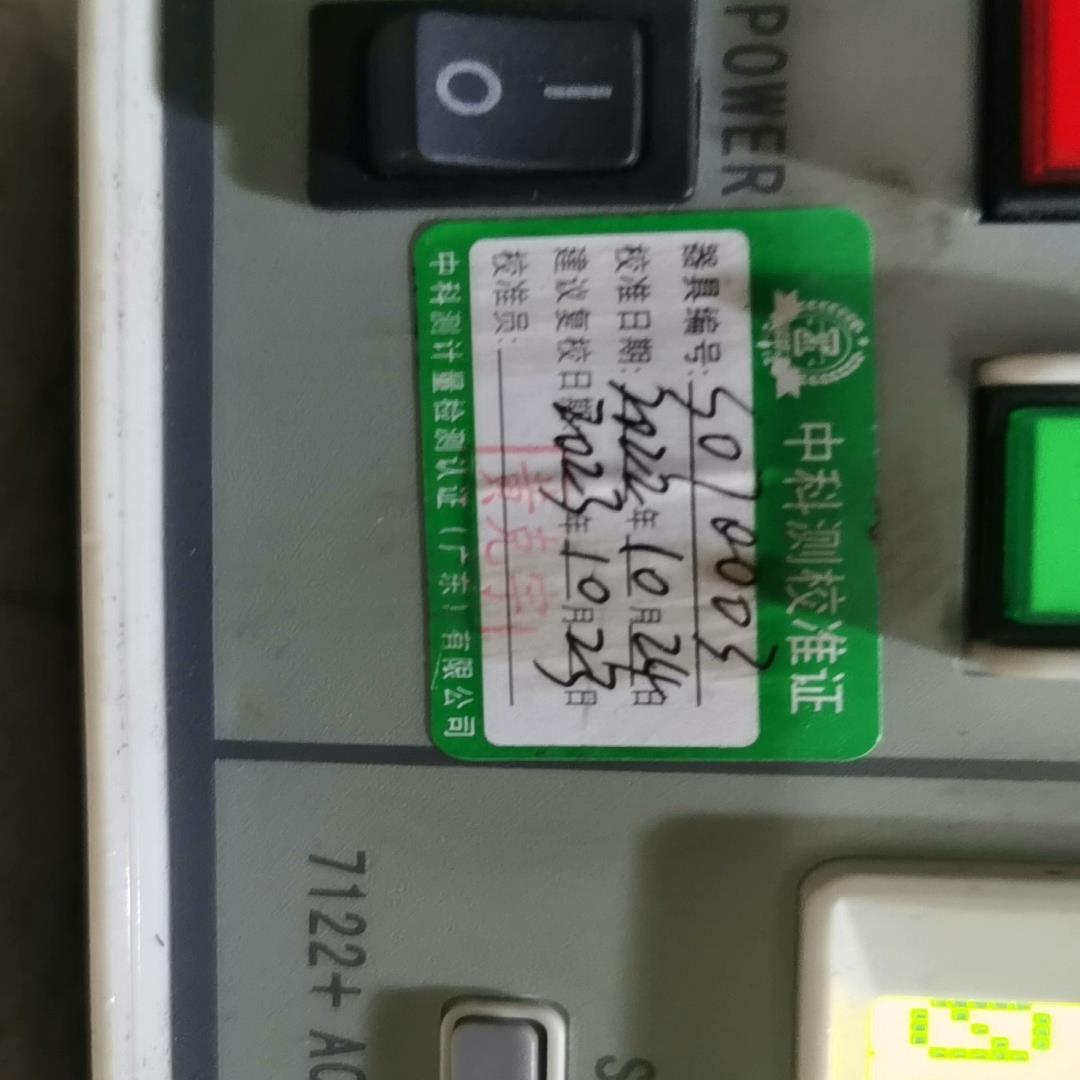 POWER
O I
中科测校准证
器具编号: S070003
校准日期: 2022年10月24日
建议复校日期 2023年10月23日
校准员:
中科测计量检测认证(广东)有限公司
7122+